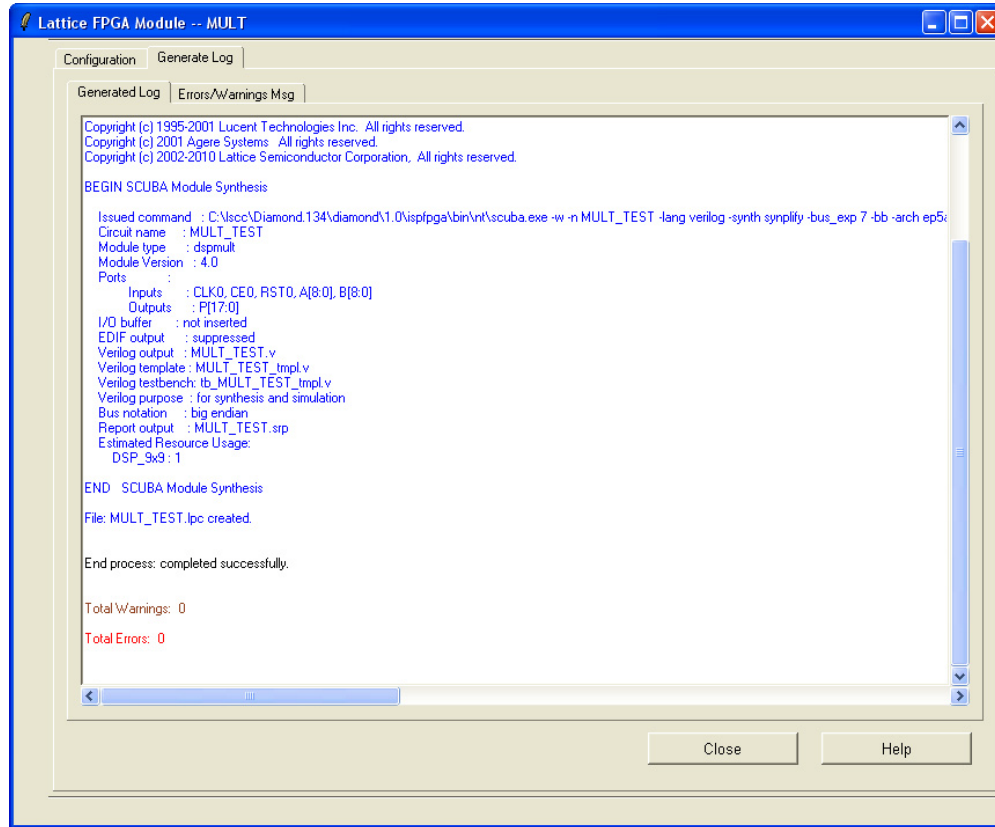 Lattice FPGA Module -- MULT
Configuration Generate Log
Generated Log Errors/Warnings Msg
Copyright (c) 1995-2001 Lucent Technologies Inc. All rights reserved.
Copyright (c) 2001 Agere Systems All rights reserved.
Copyright (c) 2002-2010 Lattice Semiconductor Corporation, All rights reserved.
BEGIN SCUBA Module Synthesis
Issued command : C:\lscc\Diamond.134\diamond\1.0\ispfpga\bin\nt\scuba.exe -w -n MULT_TEST -lang verilog -synth synplify -bus_exp 7 -bb -arch ep5a
Circuit name : MULT_TEST
Module type : dspmult
Module Version : 4.0
Ports :
Inputs : CLK0, CE0, RST0, A[8:0], B[8:0]
Outputs : P[17:0]
I/O buffer : not inserted
EDIF output : suppressed
Verilog output : MULT_TEST.v
Verilog template : MULT_TEST_tmpl.v
Verilog testbench: tb_MULT_TEST_tmpl.v
Verilog purpose : for synthesis and simulation
Bus notation : big endian
Report output : MULT_TEST.srp
Estimated Resource Usage:
DSP_9x9 : 1
END SCUBA Module Synthesis
File: MULT_TEST.lpc created.
End process: completed successfully.
Total Warnings: 0
Total Errors: 0
Close Help